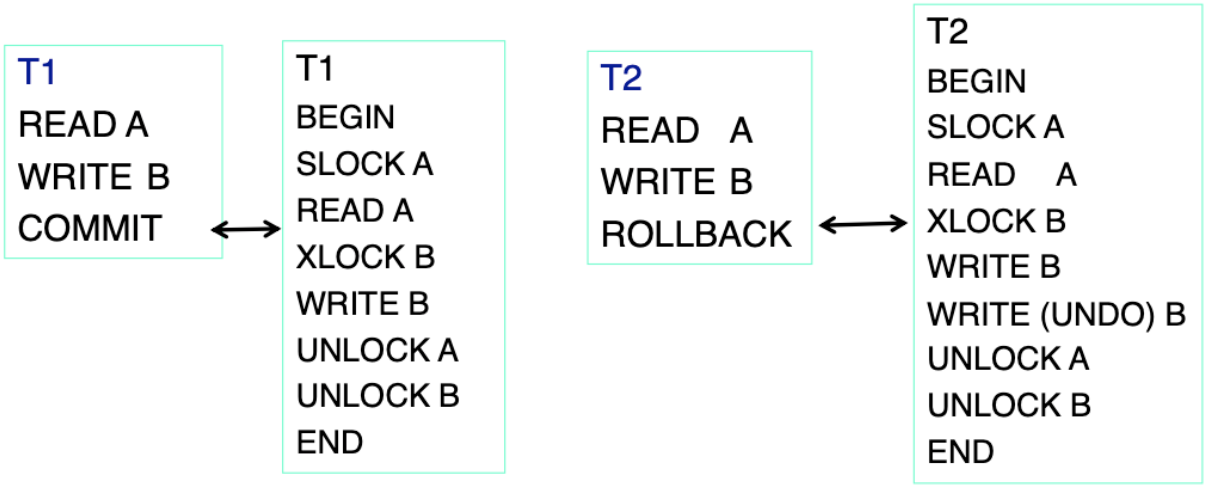 T1
READ A
WRITE B
COMMIT
T1
BEGIN
SLOCK A
READ A
XLOCK B
WRITE B
UNLOCK A
UNLOCK B
END
T2
READ A
WRITE B
ROLLBACK
T2
BEGIN
SLOCK A
READ A
XLOCK B
WRITE B
WRITE (UNDO) B
UNLOCK A
UNLOCK B
END